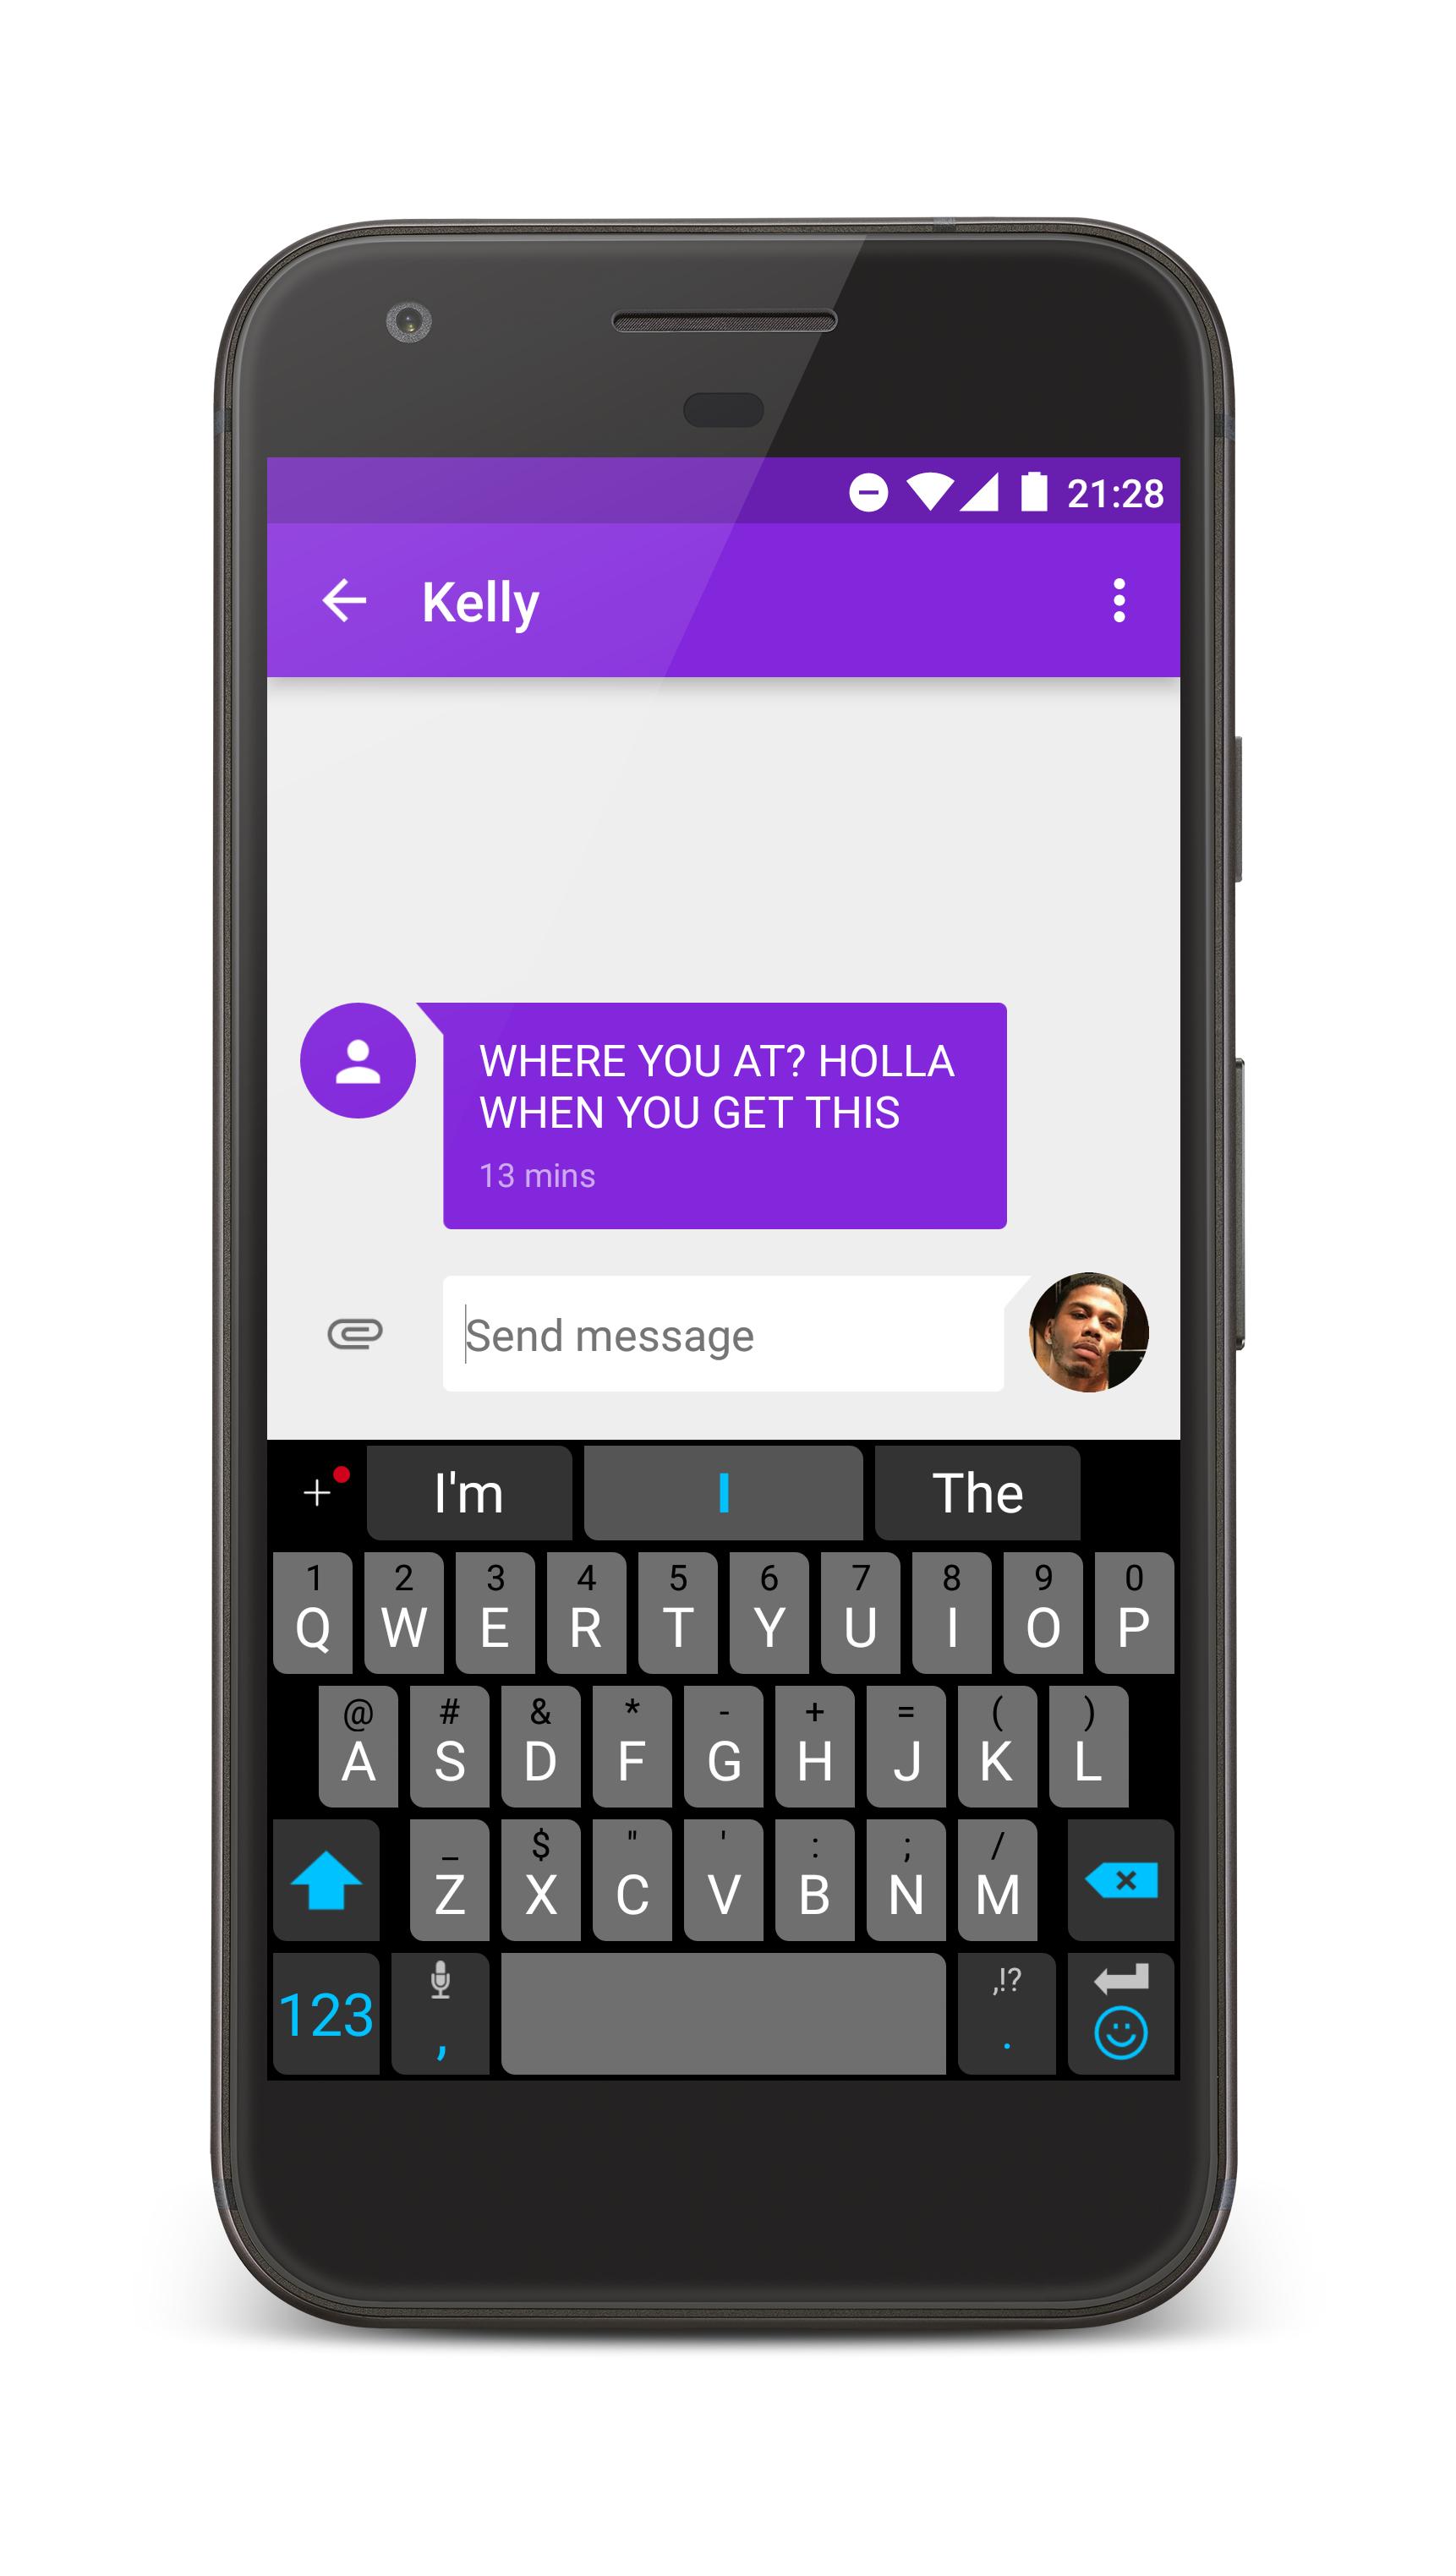 21:28
Kelly
WHERE YOU AT? HOLLA
WHEN YOU GET THIS
13 mins
Send message
I'm I The
1 2 3 4 5 6 7 8 9 0
Q W E R T Y U I O P
@ # & * - + = ( )
A S D F G H J K L
_ $ " ' : ; /
Z X C V B N M
,!?
123 , .